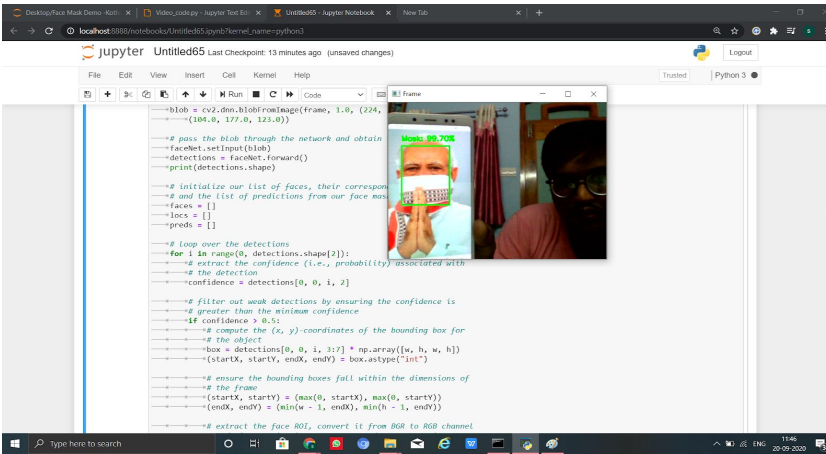 Desktop/Face Mask Demo -Koth
Video_code.py - Jupyter Text Edit
Untitled65 - Jupyter Notebook
New Tab
localhost:8888/notebooks/Untitled65.ipynb?kernel_name=python3
jupyter Untitled65 Last Checkpoint: 13 minutes ago (unsaved changes)
Logout
File Edit View Insert Cell Kernel Help
Trusted Python 3
Run Code
Frame
Mask: 99.70%
blob = cv2.dnn.blobFromImage(frame, 1.0, (224,
(104.0, 177.0, 123.0))
# pass the blob through the network and obtain
faceNet.setInput(blob)
detections = faceNet.forward()
print(detections.shape)
# initialize our list of faces, their correspon
# and the list of predictions from our face mas
faces = []
locs = []
preds = []
# loop over the detections
for i in range(0, detections.shape[2]):
# extract the confidence (i.e., probability) associated with
# the detection
confidence = detections[0, 0, i, 2]
# filter out weak detections by ensuring the confidence is
# greater than the minimum confidence
if confidence > 0.5:
# compute the (x, y)-coordinates of the bounding box for
# the object
box = detections[0, 0, i, 3:7] * np.array([w, h, w, h])
(startX, startY, endX, endY) = box.astype("int")
# ensure the bounding boxes fall within the dimensions of
# the frame
(startX, startY) = (max(0, startX), max(0, startY))
(endX, endY) = (min(w - 1, endX), min(h - 1, endY))
# extract the face ROI, convert it from BGR to RGB channel
Type here to search
ENG
11:46
20-09-2020